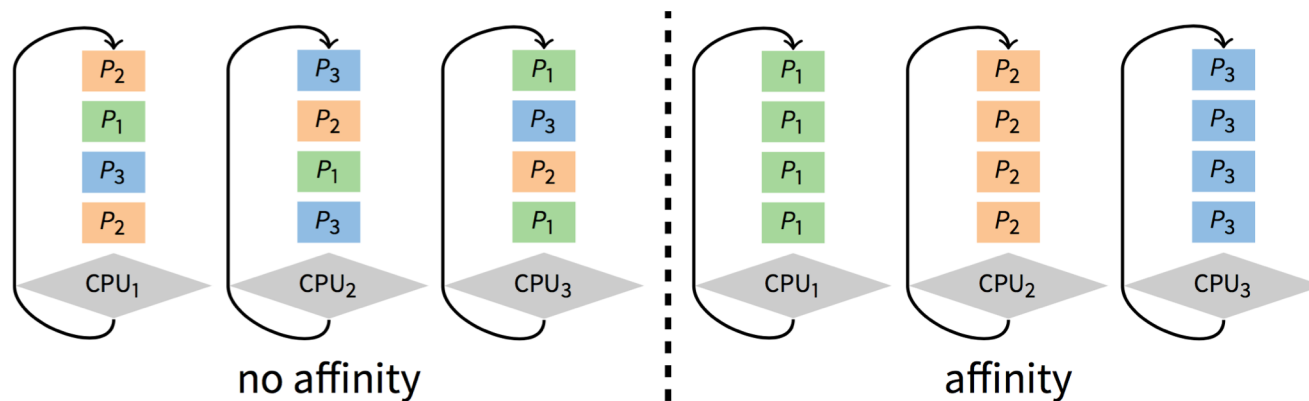 P2 P3 P1 P1 P2 P3
P1 P2 P3 P1 P2 P3
P3 P1 P2 P1 P2 P3
P2 P3 P1 P1 P2 P3
CPU1 CPU2 CPU3 CPU1 CPU2 CPU3
no affinity affinity